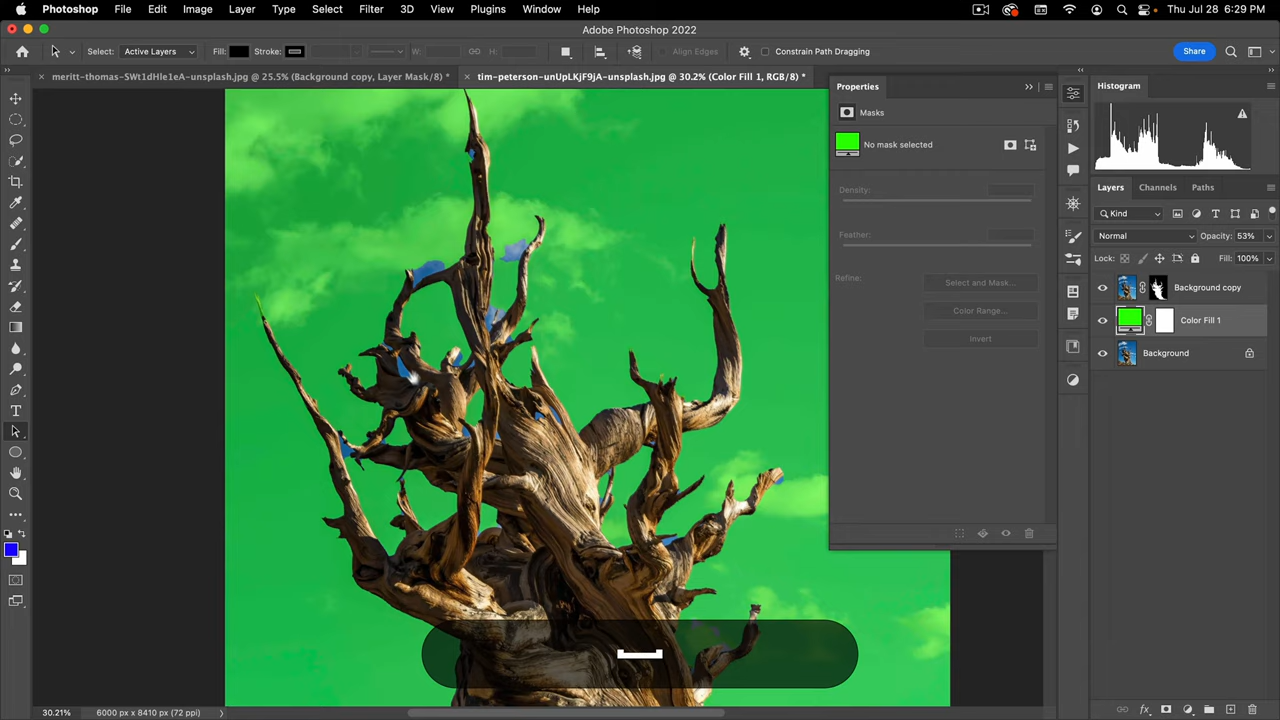 Photoshop File Edit Image Layer Type Select Filter 3D View Plugins Window Help Thu Jul 28 6:29 PM
Adobe Photoshop 2022
Select: Active Layers Fill: Stroke: W: H: Align Edges Constrain Path Dragging Share
meritt-thomas-SWt1dHle1eA-unsplash.jpg @ 25.5% (Background copy, Layer Mask/8) * tim-peterson-unUpLKjF9jA-unsplash.jpg @ 30.2% (Color Fill 1, RGB/8) *
Properties
Masks
No mask selected
Density:
Feather:
Refine: Select and Mask...
Color Range...
Invert
Histogram
Layers Channels Paths
Kind
Normal Opacity: 53%
Lock: Fill: 100%
Background copy
Color Fill 1
Background
30.21% 6000 px x 8410 px (72 ppi)